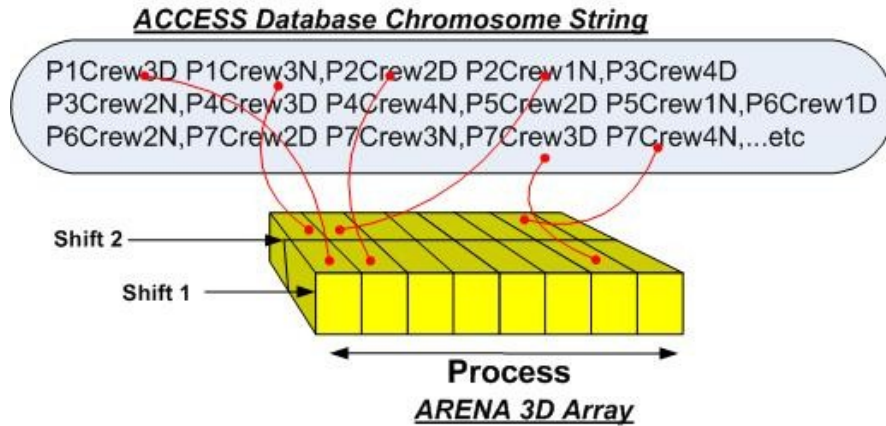 ACCESS Database Chromosome String
P1Crew3D P1Crew3N,P2Crew2D P2Crew1N,P3Crew4D
P3Crew2N,P4Crew3D P4Crew4N,P5Crew2D P5Crew1N,P6Crew1D
P6Crew2N,P7Crew2D P7Crew3N,P7Crew3D P7Crew4N,...etc
Shift 2
Shift 1
Process
ARENA 3D Array